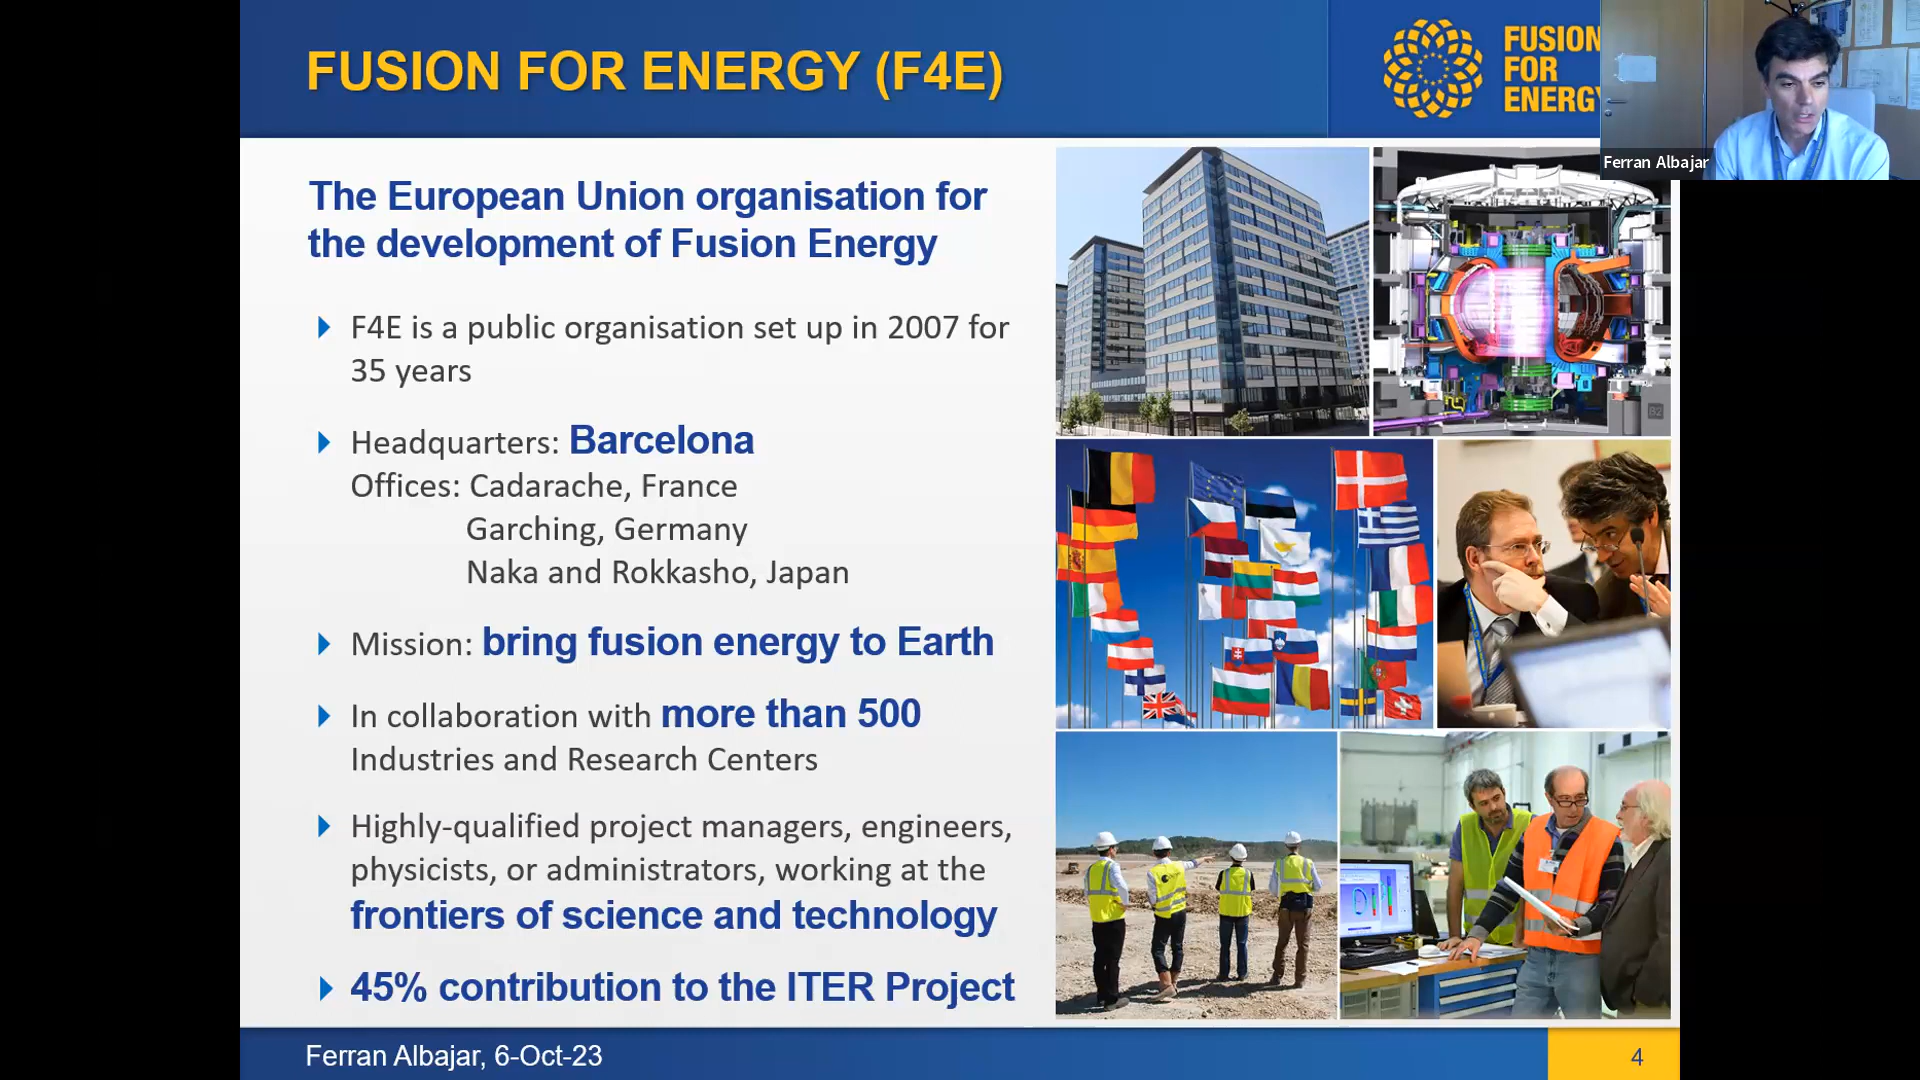 FUSION FOR ENERGY (F4E)
FUSION
FOR
ENERGY
Ferran Albajar
The European Union organisation for
the development of Fusion Energy
F4E is a public organisation set up in 2007 for
35 years
Headquarters: Barcelona
Offices: Cadarache, France
Garching, Germany
Naka and Rokkasho, Japan
Mission: bring fusion energy to Earth
In collaboration with more than 500
Industries and Research Centers
Highly-qualified project managers, engineers,
physicists, or administrators, working at the
frontiers of science and technology
45% contribution to the ITER Project
B2
Ferran Albajar, 6-Oct-23
4